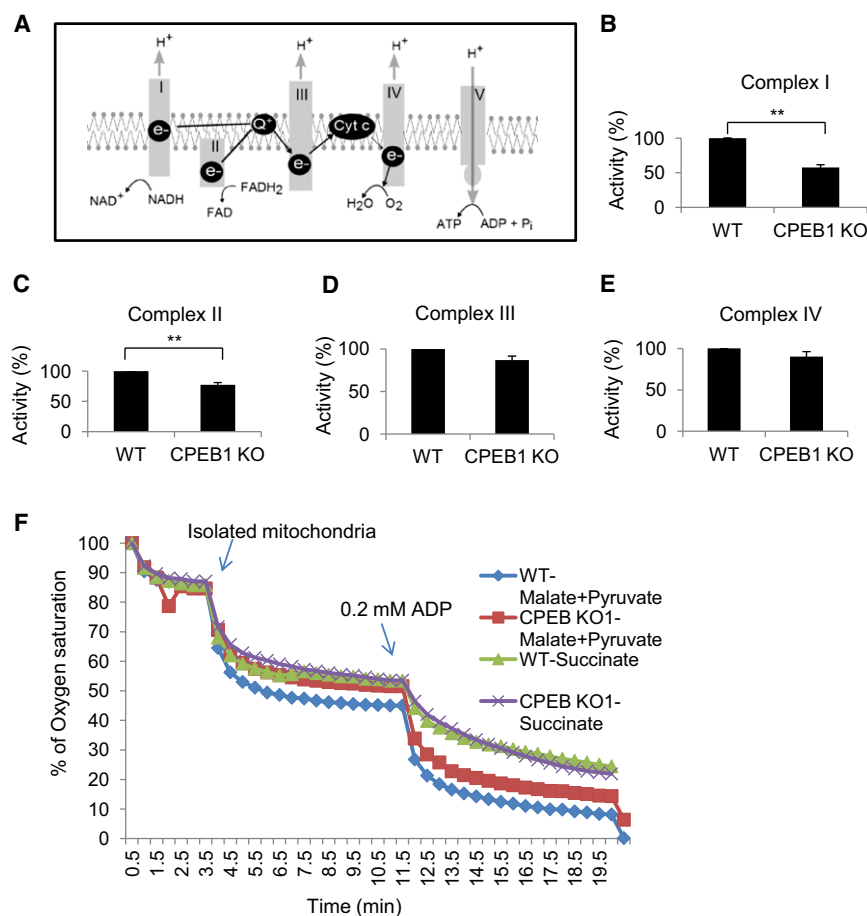 A
H+
H+
H+
H+
I
III
IV
V
e-
Q+
Cyt c
II
e-
e-
e-
NAD+
NADH
FADH2
FAD
H2O
O2
ATP
ADP + Pi
B
Complex I
**
Activity (%)
100
50
0
WT
CPEB1 KO
C
Complex II
**
Activity (%)
100
50
0
WT
CPEB1 KO
D
Complex III
Activity (%)
100
50
0
WT
CPEB1 KO
E
Complex IV
Activity (%)
100
50
0
WT
CPEB1 KO
F
Isolated mitochondria
0.2 mM ADP
WT-
Malate+Pyruvate
CPEB KO1-
Malate+Pyruvate
WT-Succinate
CPEB KO1-
Succinate
% of Oxygen saturation
100
90
80
70
60
50
40
30
20
10
0
0.5
1.5
2.5
3.5
4.5
5.5
6.5
7.5
8.5
9.5
10.5
11.5
12.5
13.5
14.5
15.5
16.5
17.5
18.5
19.5
Time (min)